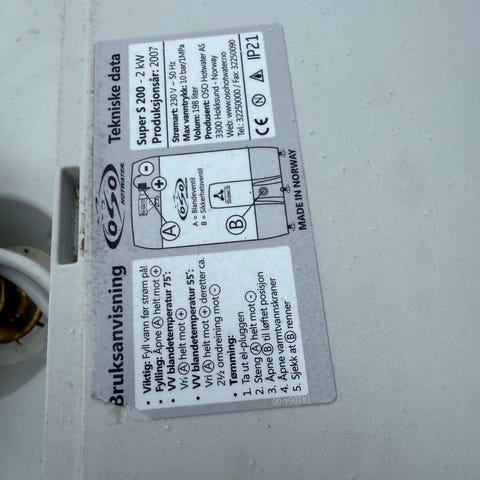 Tekniske data
Super S 200 - 2 kW
Produksjonsår: 2007
Strømart: 230 V – 50 Hz
Max vanntrykk: 10 bar/1MPa
Volum: 198 liter
Produsent: OSO Hotwater AS
3300 Hokksund - Norway
Web: www.osohotwater.no
Tel.: 32250000 / Fax: 32250090
CE N IP21
OSO
HOTWATER
A
A = Blandeventil
B = Sikkerhetsventil
OSO
B
MADE IN NORWAY
Bruksanvisning
• Viktig: Fyll vann før strøm på!
• Fylling: Åpne A helt mot +
• VV blandetemperatur 75°:
Vri A helt mot +
• VV blandetemperatur 55°:
Vri A helt mot + deretter ca.
2½ omdreining mot -
• Tømming:
1. Ta ut el-pluggen
2. Steng A helt mot -
3. Åpne B til løftet posisjon
4. Åpne varmtvannskraner
5. Sjekk at B renner